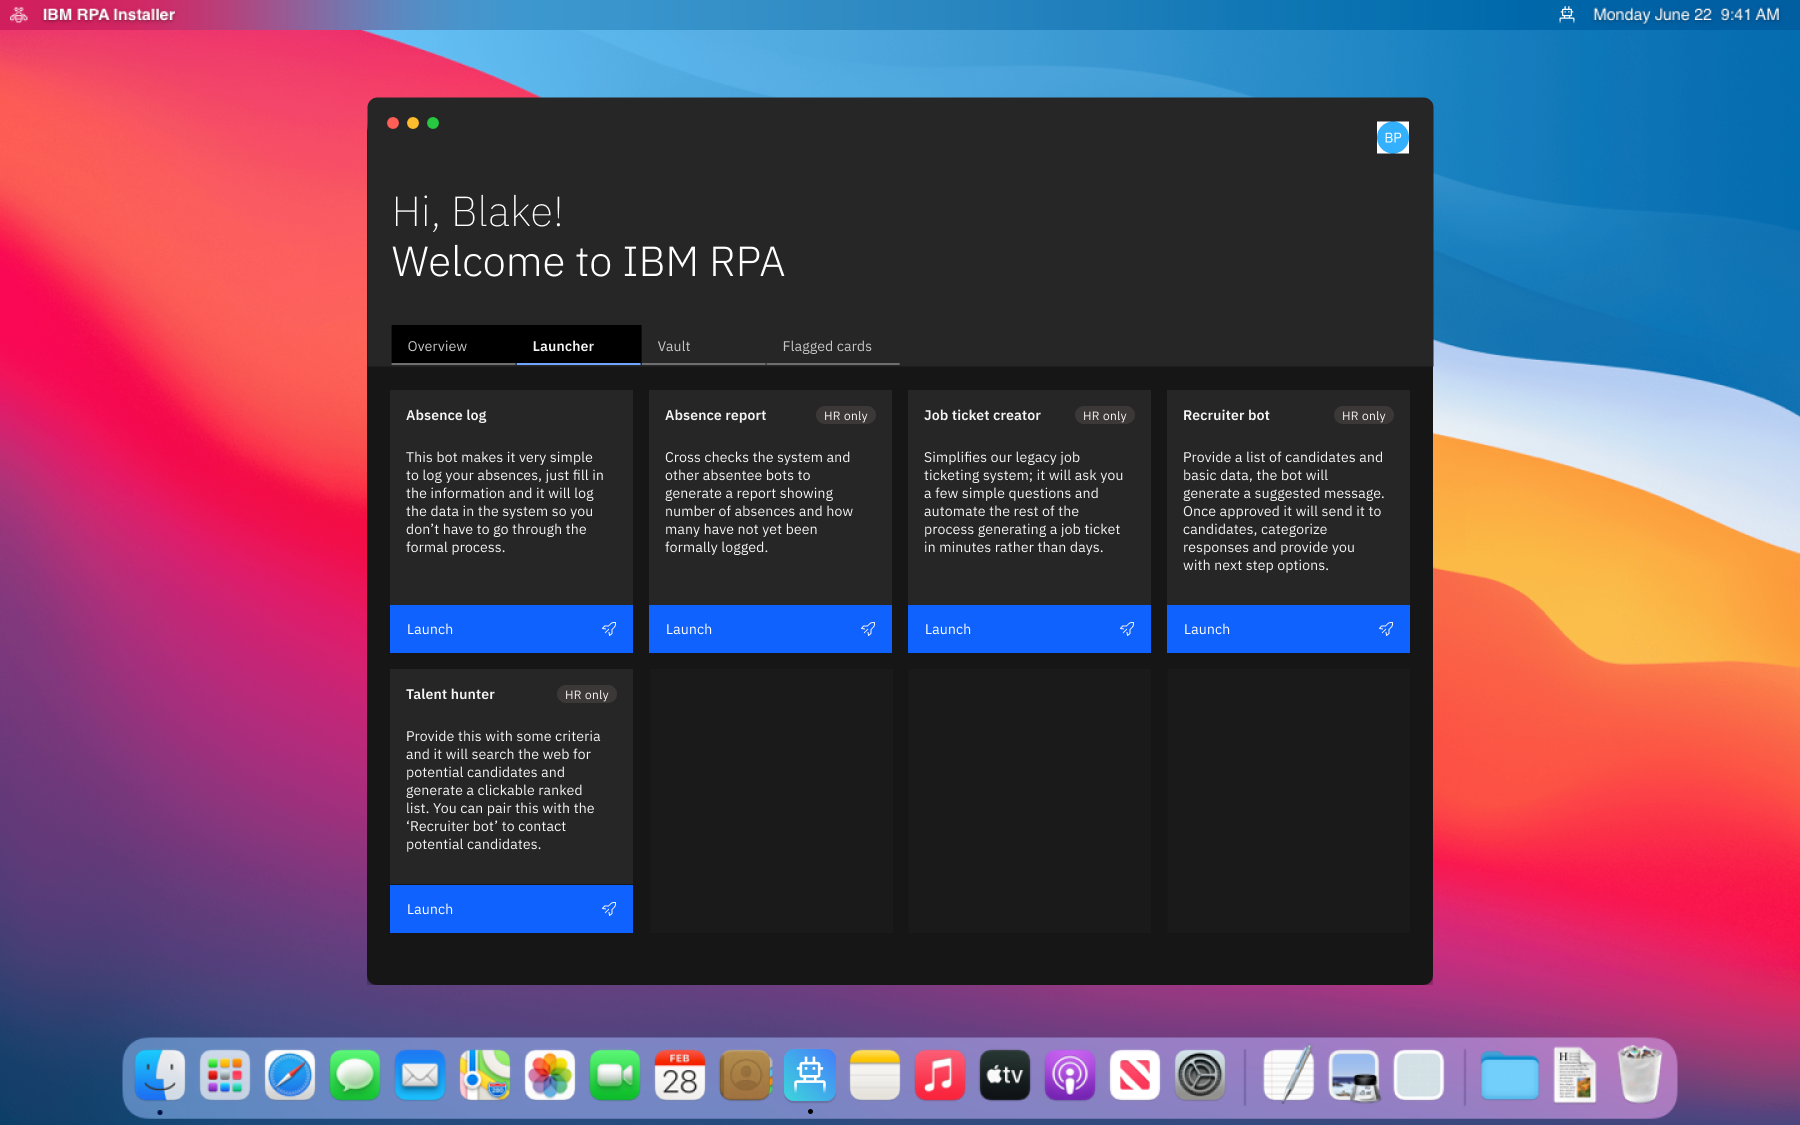 IBM RPA Installer
Monday June 22 9:41 AM
BP
Hi, Blake!
Welcome to IBM RPA
Overview
Launcher
Vault
Flagged cards
Absence log
This bot makes it very simple
to log your absences, just fill in
the information and it will log
the data in the system so you
don’t have to go through the
formal process.
Launch
Absence report
HR only
Cross checks the system and
other absentee bots to
generate a report showing
number of absences and how
many have not yet been
formally logged.
Launch
Job ticket creator
HR only
Simplifies our legacy job
ticketing system; it will ask you
a few simple questions and
automate the rest of the
process generating a job ticket
in minutes rather than days.
Launch
Recruiter bot
HR only
Provide a list of candidates and
basic data, the bot will
generate a suggested message.
Once approved it will send it to
candidates, categorize
responses and provide you
with next step options.
Launch
Talent hunter
HR only
Provide this with some criteria
and it will search the web for
potential candidates and
generate a clickable ranked
list. You can pair this with the
‘Recruiter bot’ to contact
potential candidates.
Launch
FEB
28
tv